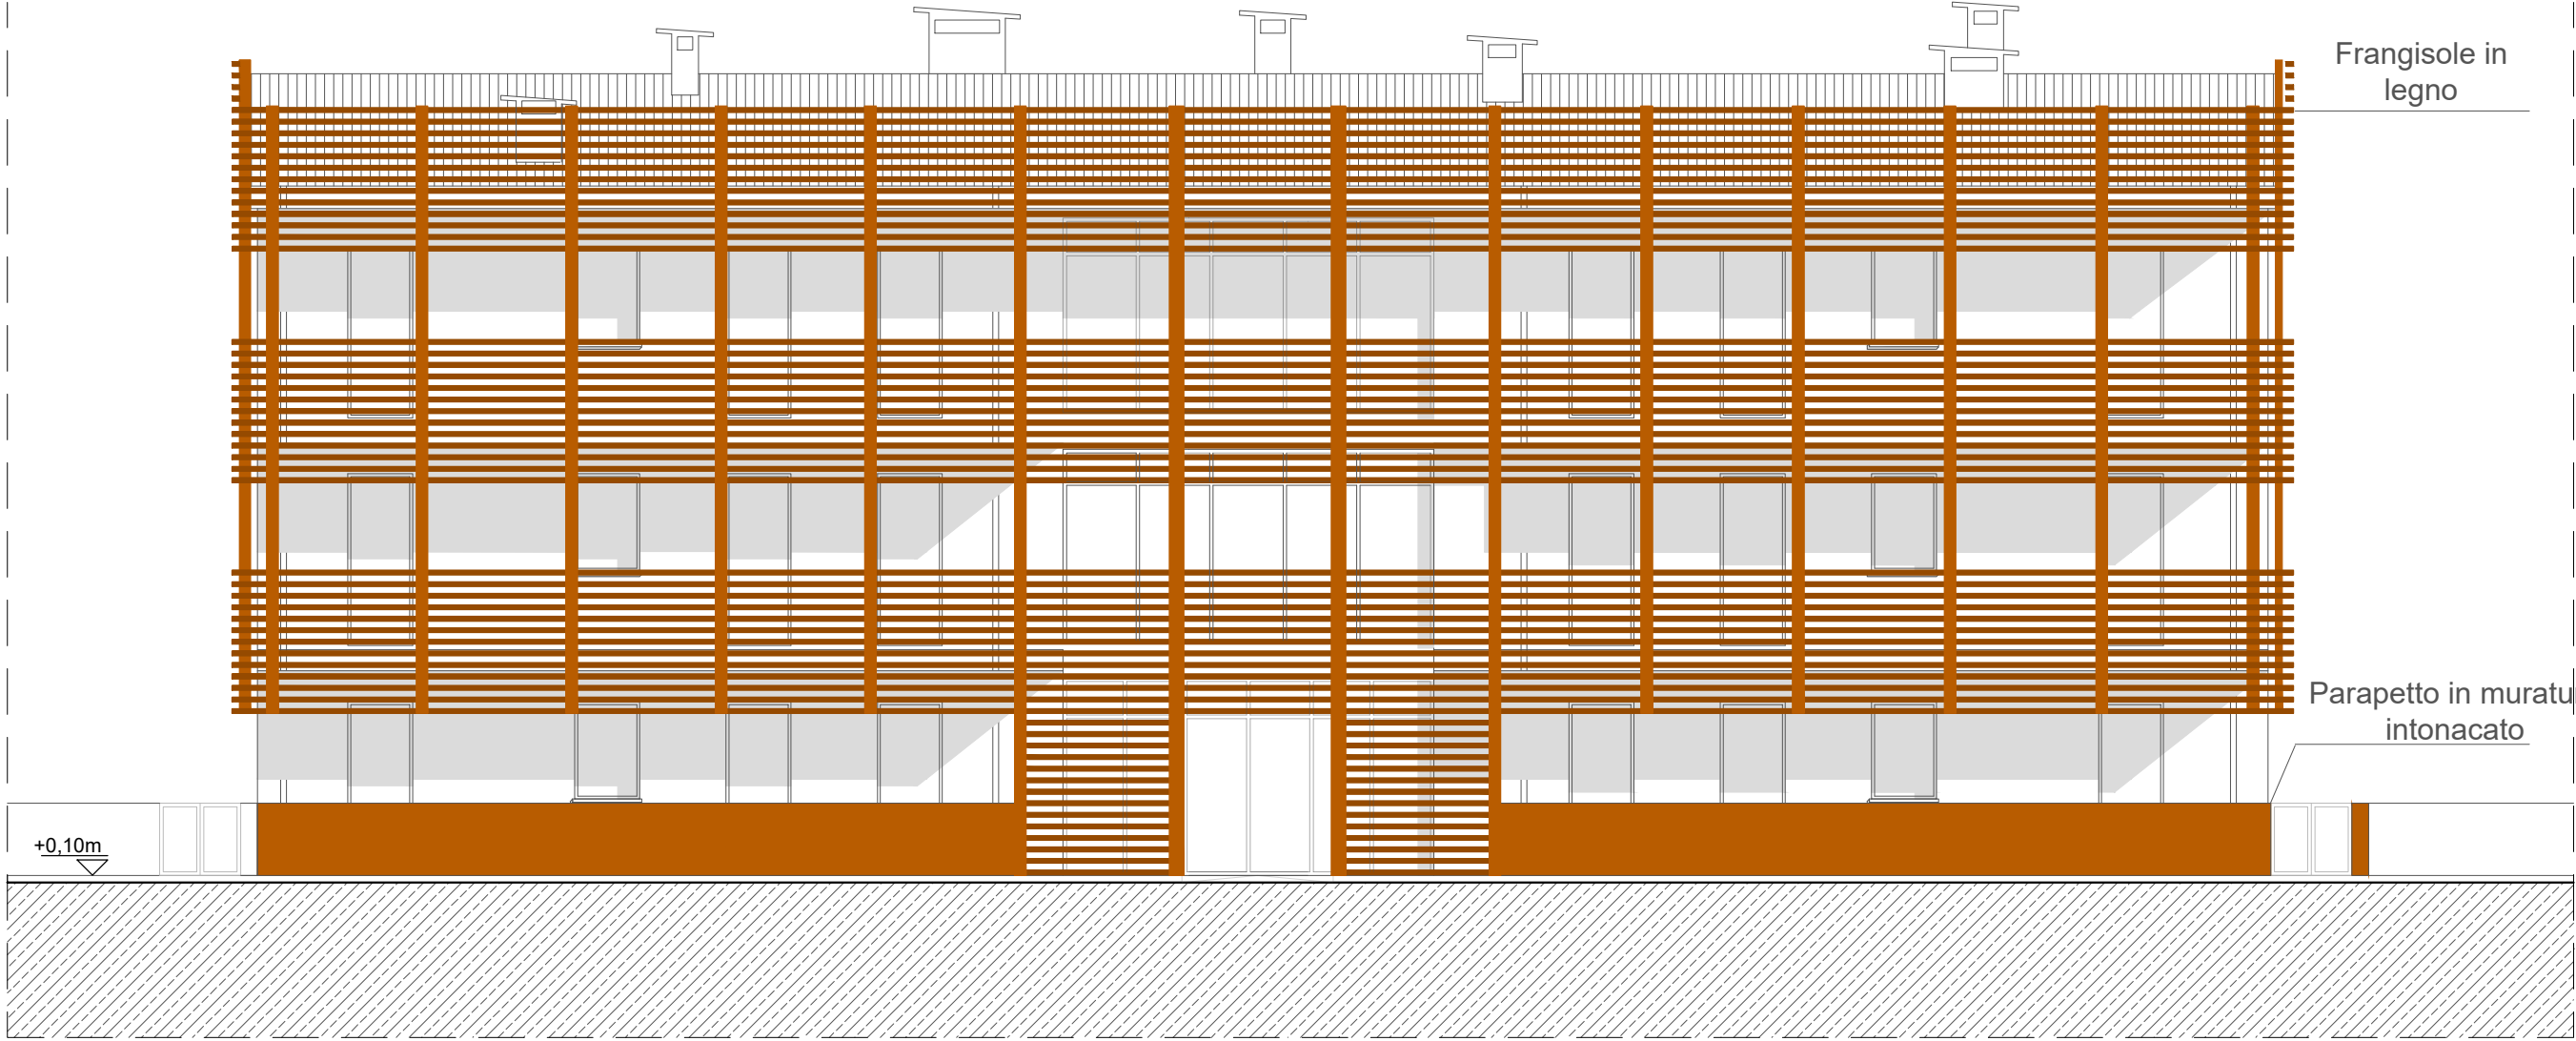 Frangisole in
legno
Parapetto in muratu
intonacato
+0,10m